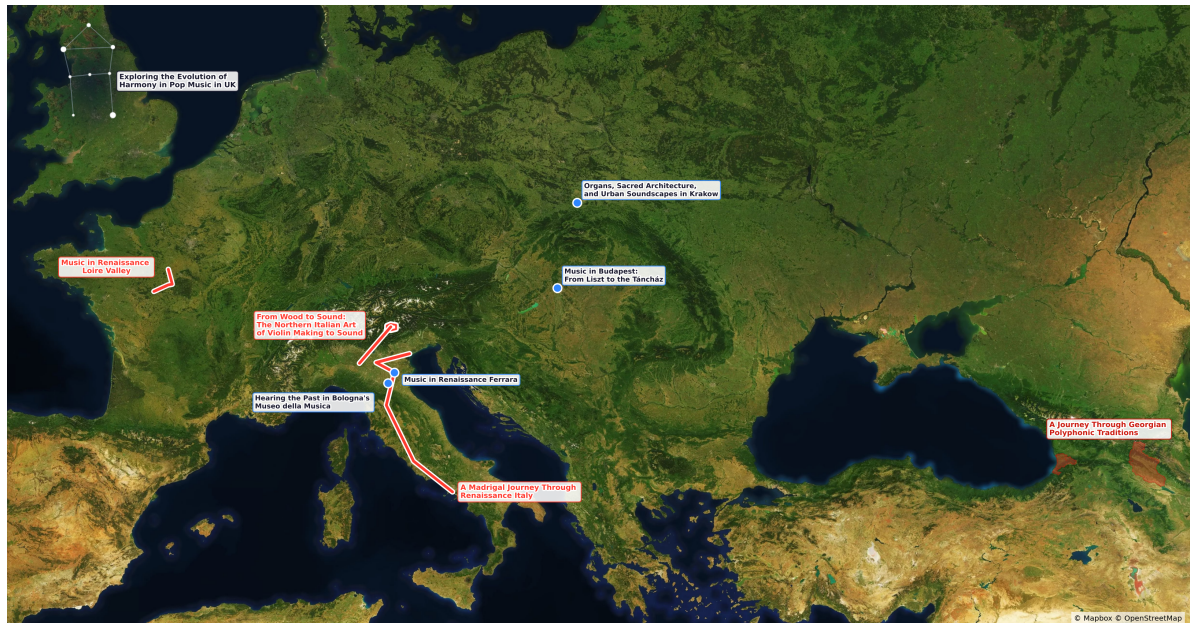 Exploring the Evolution of
Harmony in Pop Music in UK
Organs, Sacred Architecture,
and Urban Soundscapes in Krakow
Music in Renaissance
Loire Valley
Music in Budapest:
From Liszt to the Táncház
From Wood to Sound:
The Northern Italian Art
of Violin Making to Sound
Music in Renaissance Ferrara
Hearing the Past in Bologna's
Museo della Musica
A Journey Through Georgian
Polyphonic Traditions
A Madrigal Journey Through
Renaissance Italy
© Mapbox © OpenStreetMap